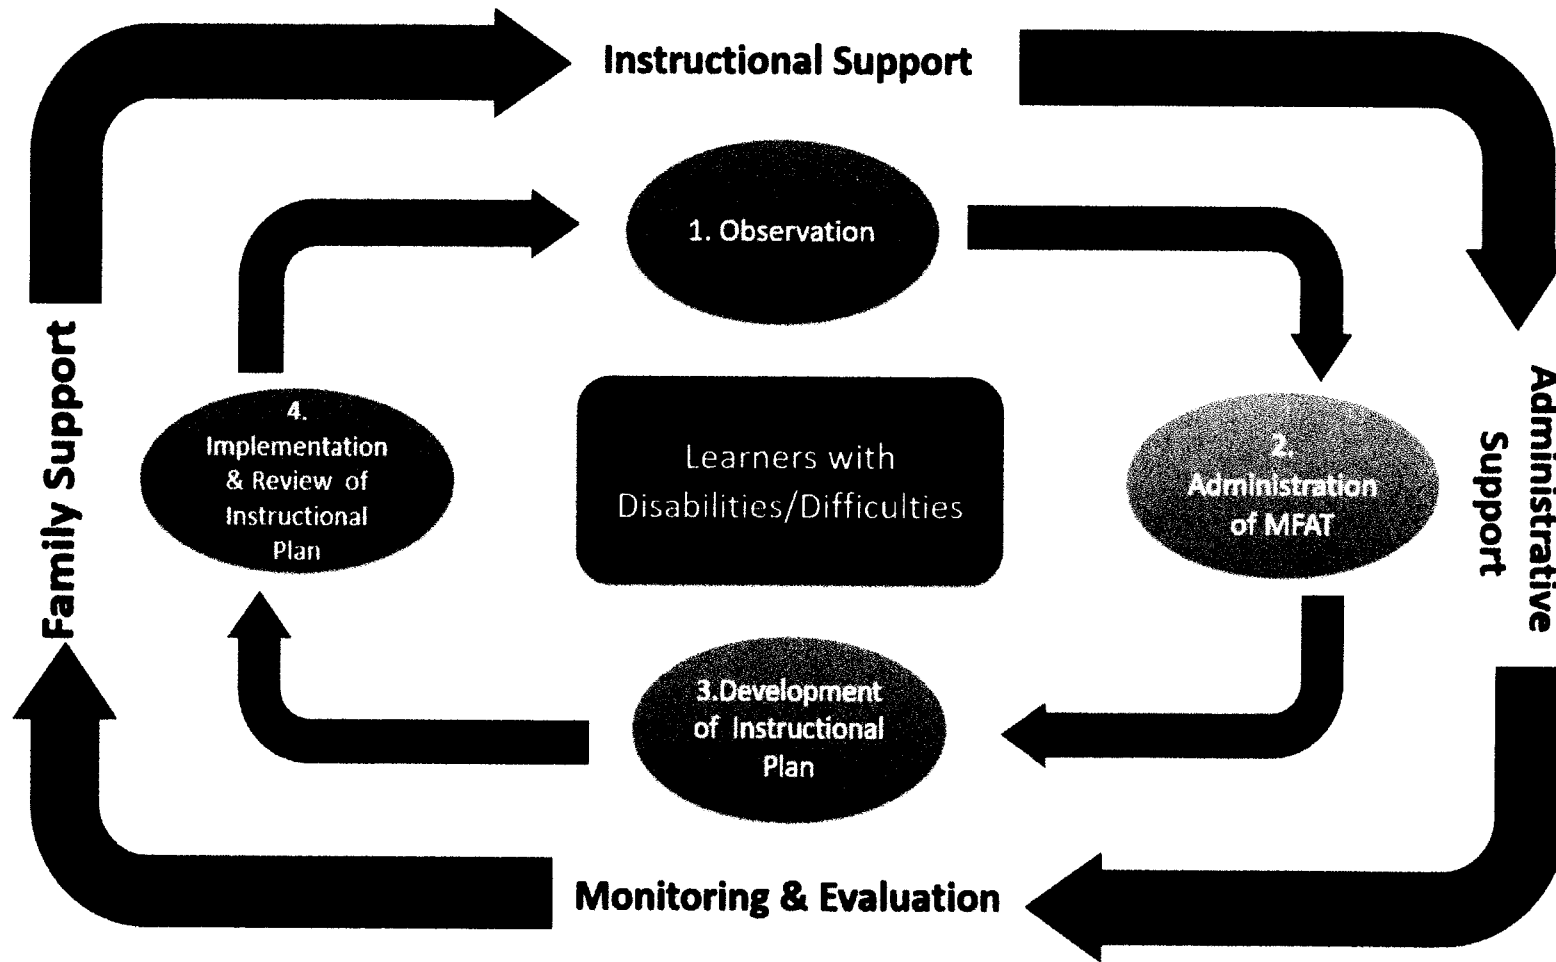 Instructional Support
1. Observation
Family Support
4.
Implementation
& Review of
Instructional
Plan
Learners with
Disabilities/Difficulties
2.
Administration
of MFAT
Administrative
Support
3.Development
of Instructional
Plan
Monitoring & Evaluation